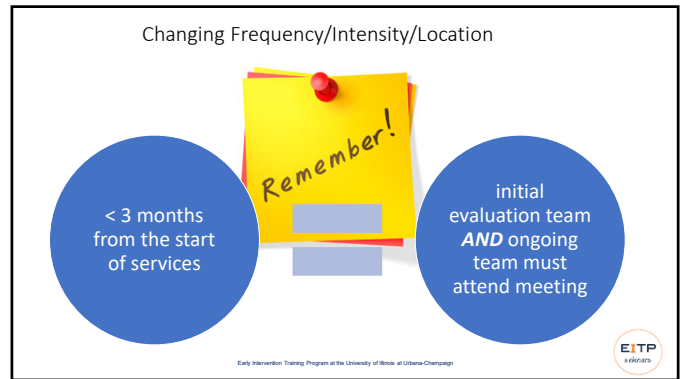 Changing Frequency/Intensity/Location
Remember!
< 3 months
from the start
of services
initial
evaluation team
AND ongoing
team must
attend meeting
Early Intervention Training Program at the University of Illinois at Urbana-Champaign
EITP